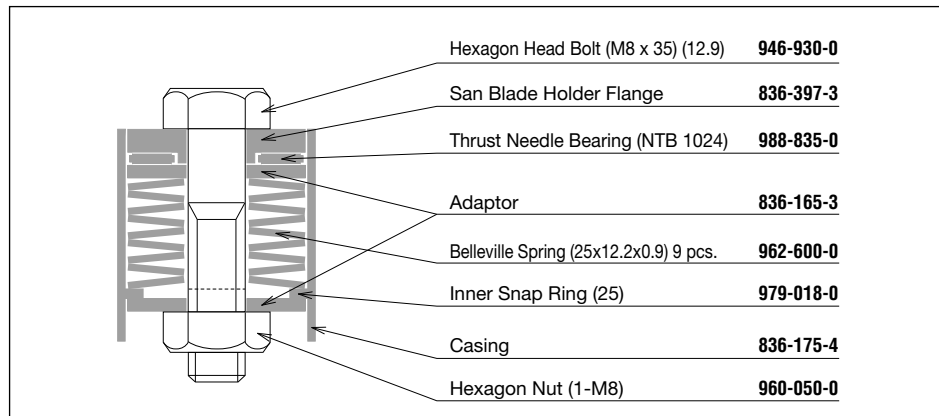 Hexagon Head Bolt (M8 x 35) (12.9) 946-930-0
San Blade Holder Flange 836-397-3
Thrust Needle Bearing (NTB 1024) 988-835-0
Adaptor 836-165-3
Belleville Spring (25x12.2x0.9) 9 pcs. 962-600-0
Inner Snap Ring (25) 979-018-0
Casing 836-175-4
Hexagon Nut (1-M8) 960-050-0